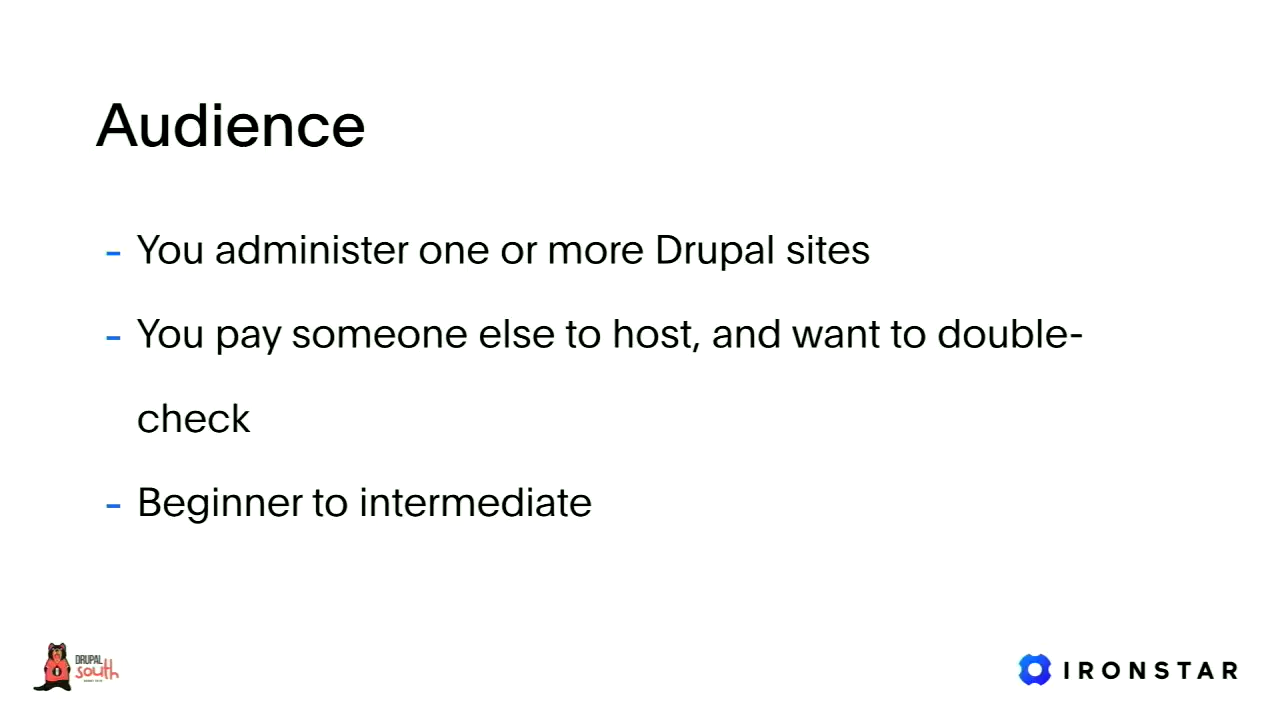 Audience
- You administer one or more Drupal sites
- You pay someone else to host, and want to double-
check
- Beginner to intermediate
DRUPAL
south
IRONSTAR